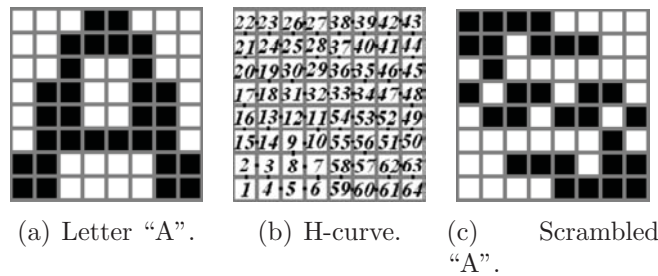 22 23 26 27 38 39 42 43
21 24 25 28 37 40 41 44
20 19 30 29 36 35 46 45
17 18 31 32 33 34 47 48
16 13 12 11 54 53 52 49
15 14 9 10 55 56 51 50
2 3 8 7 58 57 62 63
1 4 5 6 59 60 61 64
(a) Letter “A”.
(b) H-curve.
(c) Scrambled
“A”.